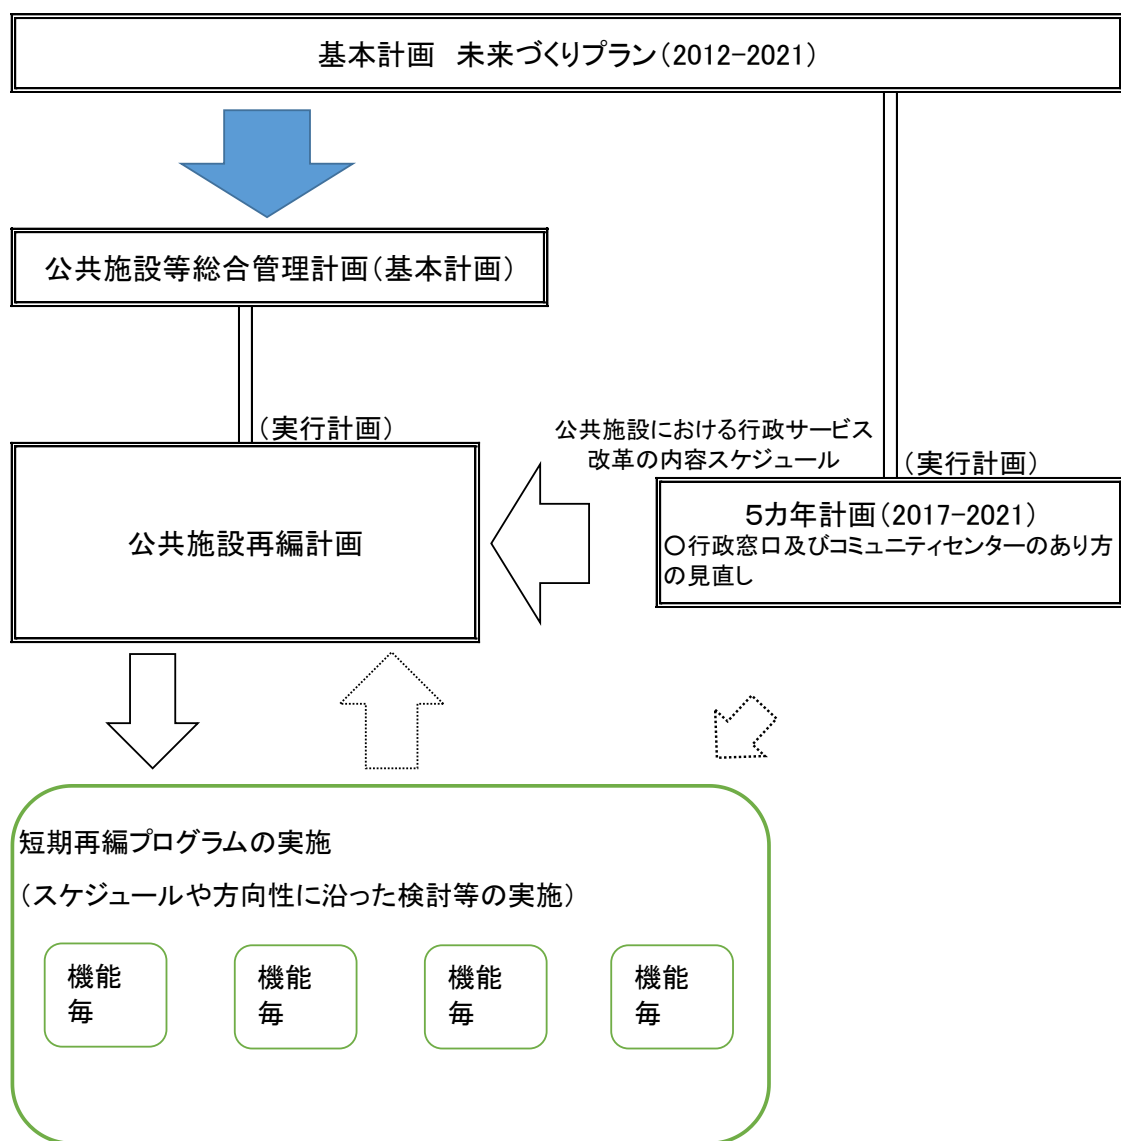 基本計画　未来づくりプラン（2012-2021）
公共施設等総合管理計画（基本計画）
（実行計画）
公共施設における行政サービス
改革の内容スケジュール
（実行計画）
公共施設再編計画
５カ年計画（2017-2021）
〇行政窓口及びコミュニティセンターのあり方
の見直し
短期再編プログラムの実施
（スケジュールや方向性に沿った検討等の実施）
機能
毎
機能
毎
機能
毎
機能
毎